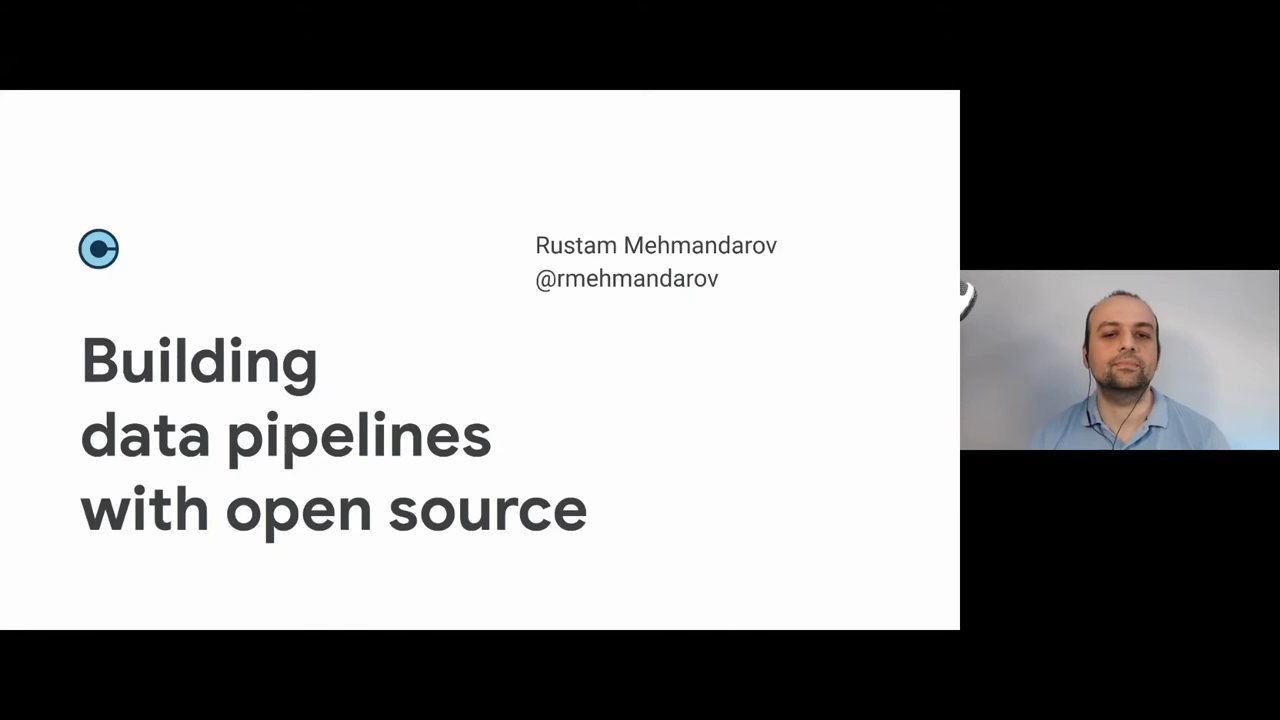 Rustam Mehmandarov
@rmehmandarov
Building
data pipelines
with open source